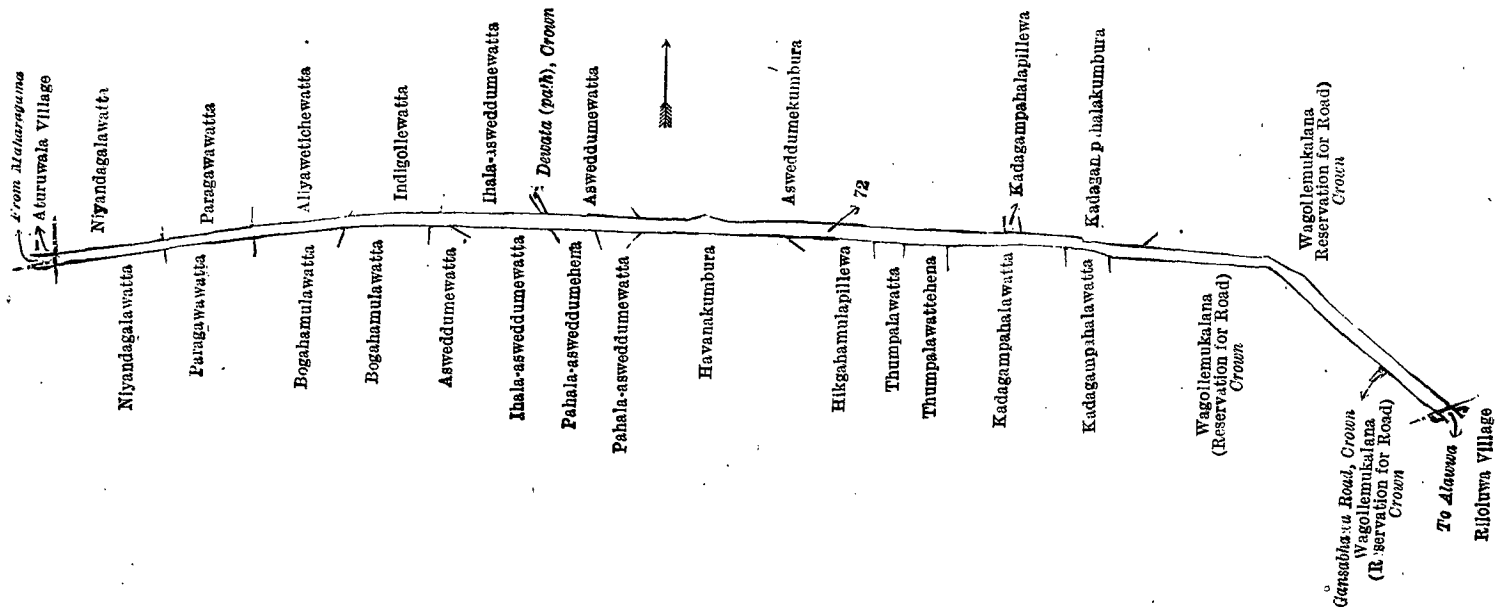 From Maharagama
Aburuwala Village
Niyandagalawatta
Paragawawatta
Aliyawetichewatta
Indigollewatta
Ihala-asweddumewatta
Dewata (path), Crown
Asweddumewatta
Asweddumekumbura
72
Kadagampahalapillewa
Kadagampahalakumbura
Wagollemukalana
Reservation for Road)
Crown
Niyandagalawatta
Paragawawatta
Bogahamulawatta
Bogahamulawatta
Asweddumewatta
Ihala-asweddumewatta
Pahala-asweddumehena
Pahala-asweddumewatta
Havanakumbura
Hikgahamulapillewa
Thumpalawatta
Thumpalawattehena
Kadagampahalawatta
Kadagampahalawatta
Wagollemukalana
(Reservation for Road)
Crown
Gansabhawa Road, Crown
Wagollemukalana
(Reservation for Road)
Crown
To Alawwa
Riloluwa Village